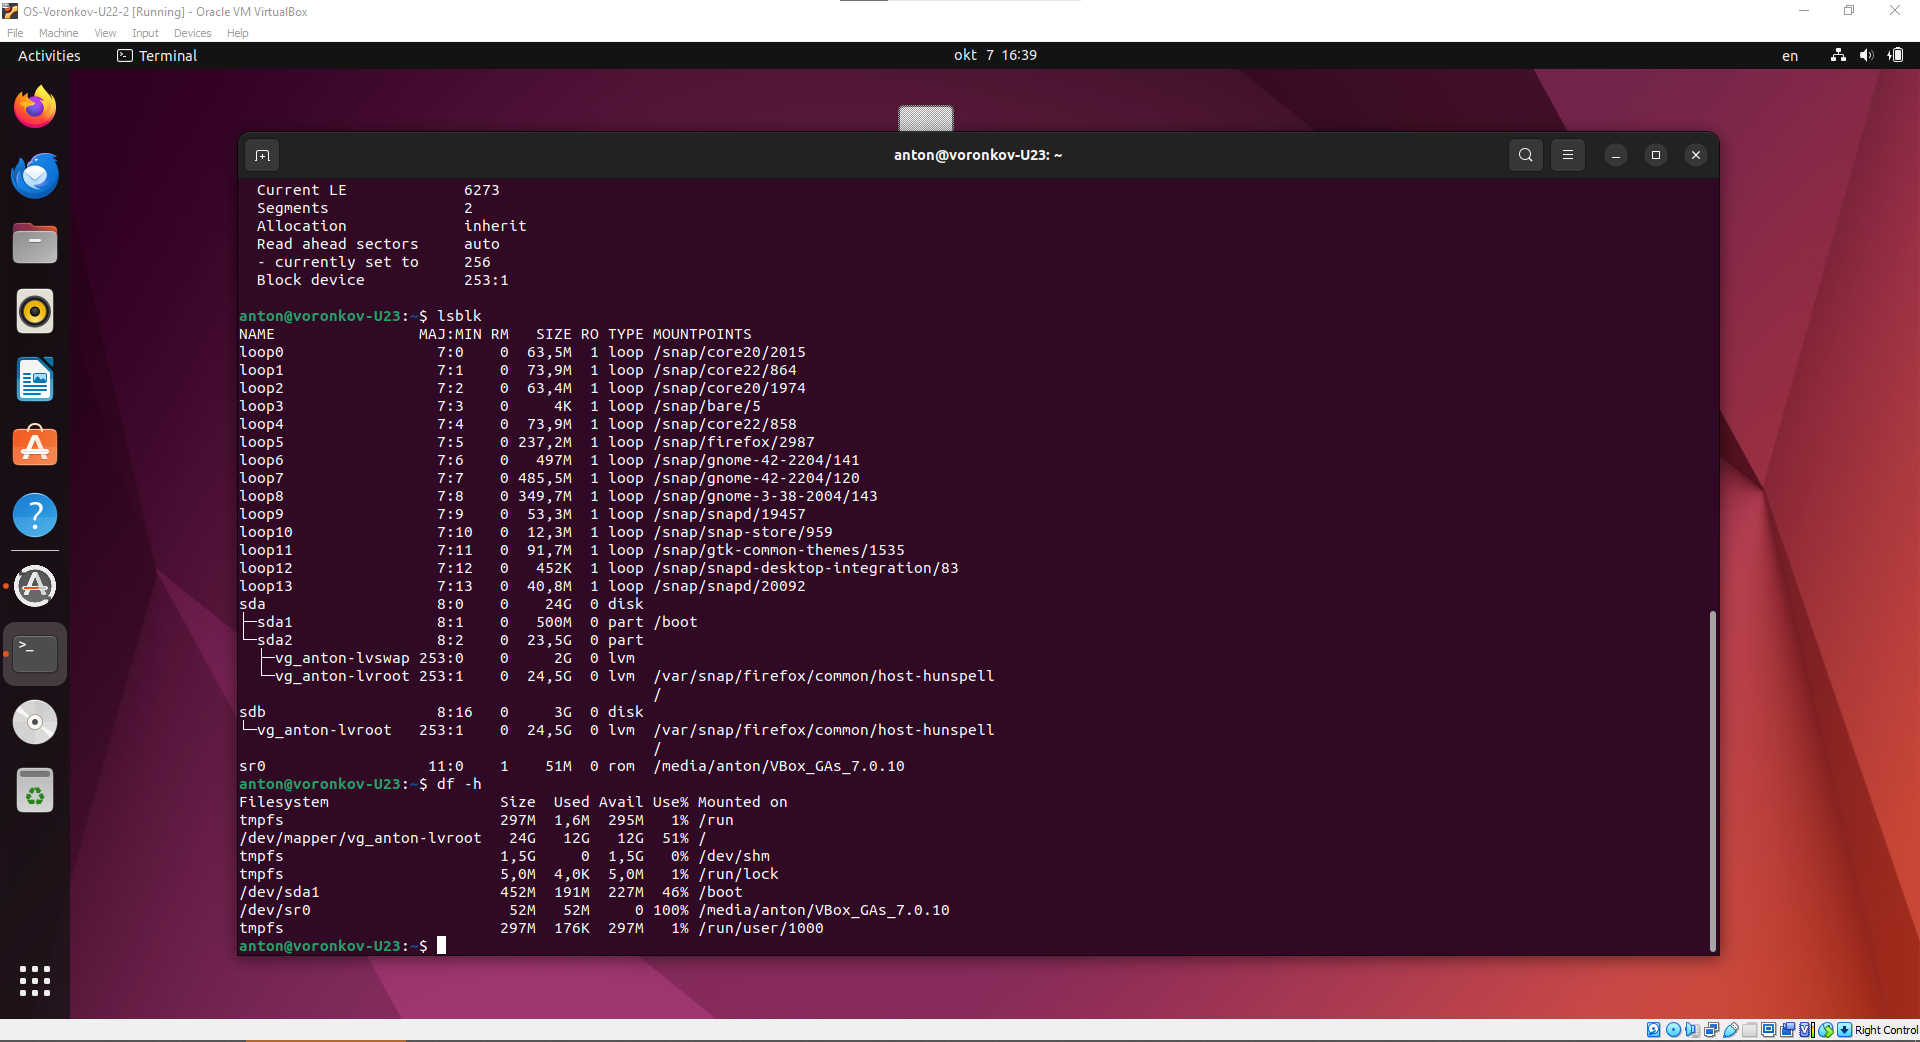 OS-Voronkov-U22-2 [Running] - Oracle VM VirtualBox
File Machine View Input Devices Help
Activities Terminal okt 7 16:39 en
anton@voronkov-U23: ~
Current LE 6273
Segments 2
Allocation inherit
Read ahead sectors auto
- currently set to 256
Block device 253:1
anton@voronkov-U23:~$ lsblk
NAME MAJ:MIN RM SIZE RO TYPE MOUNTPOINTS
loop0 7:0 0 63,5M 1 loop /snap/core20/2015
loop1 7:1 0 73,9M 1 loop /snap/core22/864
loop2 7:2 0 63,4M 1 loop /snap/core20/1974
loop3 7:3 0 4K 1 loop /snap/bare/5
loop4 7:4 0 73,9M 1 loop /snap/core22/858
loop5 7:5 0 237,2M 1 loop /snap/firefox/2987
loop6 7:6 0 497M 1 loop /snap/gnome-42-2204/141
loop7 7:7 0 485,5M 1 loop /snap/gnome-42-2204/120
loop8 7:8 0 349,7M 1 loop /snap/gnome-3-38-2004/143
loop9 7:9 0 53,3M 1 loop /snap/snapd/19457
loop10 7:10 0 12,3M 1 loop /snap/snap-store/959
loop11 7:11 0 91,7M 1 loop /snap/gtk-common-themes/1535
loop12 7:12 0 452K 1 loop /snap/snapd-desktop-integration/83
loop13 7:13 0 40,8M 1 loop /snap/snapd/20092
sda 8:0 0 24G 0 disk
├─sda1 8:1 0 500M 0 part /boot
└─sda2 8:2 0 23,5G 0 part
├─vg_anton-lvswap 253:0 0 2G 0 lvm
└─vg_anton-lvroot 253:1 0 24,5G 0 lvm /var/snap/firefox/common/host-hunspell
/
sdb 8:16 0 3G 0 disk
└─vg_anton-lvroot 253:1 0 24,5G 0 lvm /var/snap/firefox/common/host-hunspell
/
sr0 11:0 1 51M 0 rom /media/anton/VBox_GAs_7.0.10
anton@voronkov-U23:~$ df -h
Filesystem Size Used Avail Use% Mounted on
tmpfs 297M 1,6M 295M 1% /run
/dev/mapper/vg_anton-lvroot 24G 12G 12G 51% /
tmpfs 1,5G 0 1,5G 0% /dev/shm
tmpfs 5,0M 4,0K 5,0M 1% /run/lock
/dev/sda1 452M 191M 227M 46% /boot
/dev/sr0 52M 52M 0 100% /media/anton/VBox_GAs_7.0.10
tmpfs 297M 176K 297M 1% /run/user/1000
anton@voronkov-U23:~$
Right Control